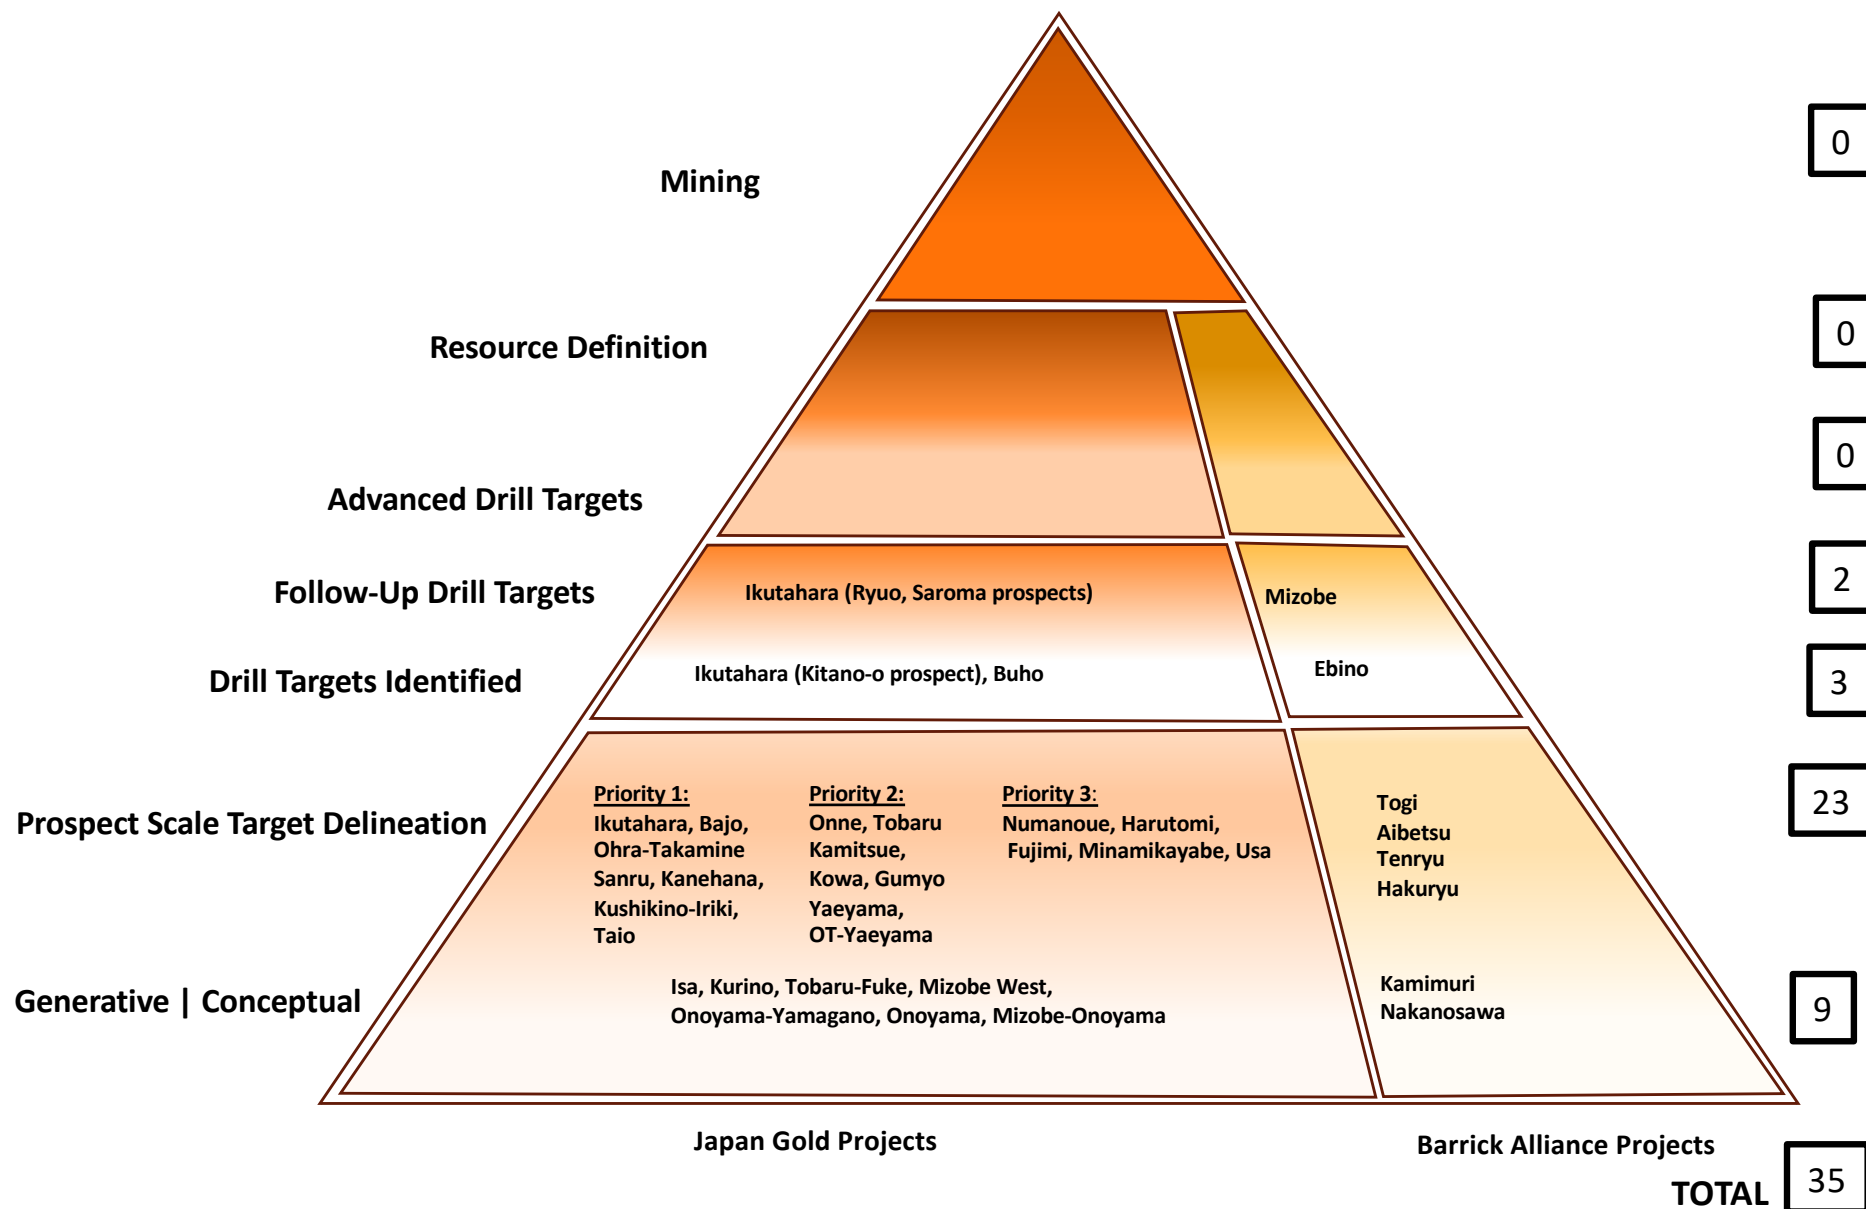 Mining
0
Resource Definition
0
0
Advanced Drill Targets
Follow-Up Drill Targets
Ikutahara (Ryuo, Saroma prospects)
Mizobe
2
Drill Targets Identified
Ikutahara (Kitano-o prospect), Buho
Ebino
3
Prospect Scale Target Delineation
Priority 1:
Ikutahara, Bajo,
Ohra-Takamine
Sanru, Kanehana,
Kushikino-Iriki,
Taio
Priority 2:
Onne, Tobaru
Kamitsue,
Kowa, Gumyo
Yaeyama,
OT-Yaeyama
Priority 3:
Numanoue, Harutomi,
Fujimi, Minamikayabe, Usa
Togi
Aibetsu
Tenryu
Hakuryu
23
Generative | Conceptual
Isa, Kurino, Tobaru-Fuke, Mizobe West,
Onoyama-Yamagano, Onoyama, Mizobe-Onoyama
Kamimuri
Nakanosawa
9
Japan Gold Projects
Barrick Alliance Projects
TOTAL
35